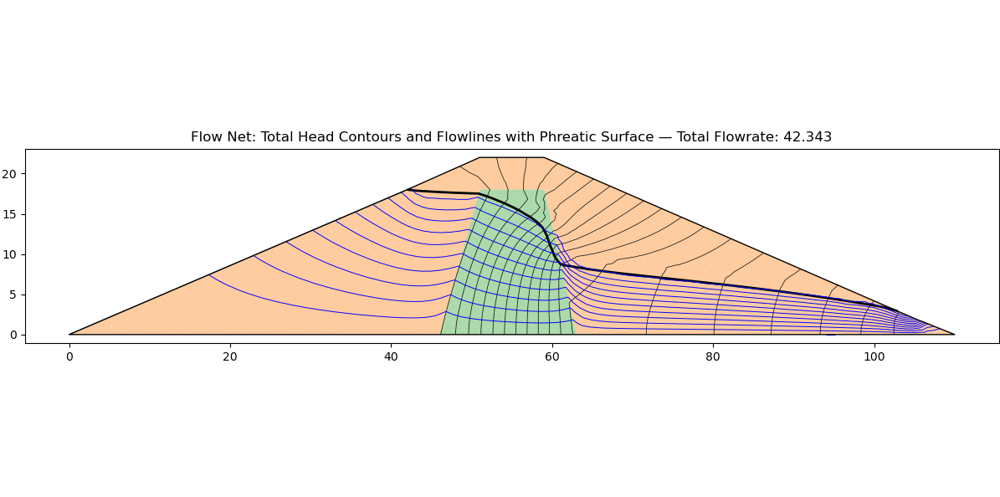 Flow Net: Total Head Contours and Flowlines with Phreatic Surface — Total Flowrate: 42.343
20
15
10
5
0
0 20 40 60 80 100